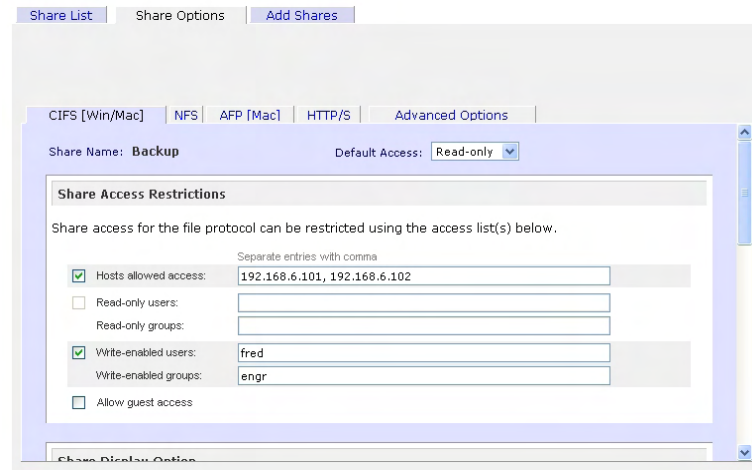 Share List Share Options Add Shares
CIFS [Win/Mac] NFS AFP [Mac] HTTP/S Advanced Options
Share Name: Backup Default Access: Read-only
Share Access Restrictions
Share access for the file protocol can be restricted using the access list(s) below.
Separate entries with comma
Hosts allowed access: 192.168.6.101, 192.168.6.102
Read-only users:
Read-only groups:
Write-enabled users: fred
Write-enabled groups: engr
Allow guest access
Share Display Option